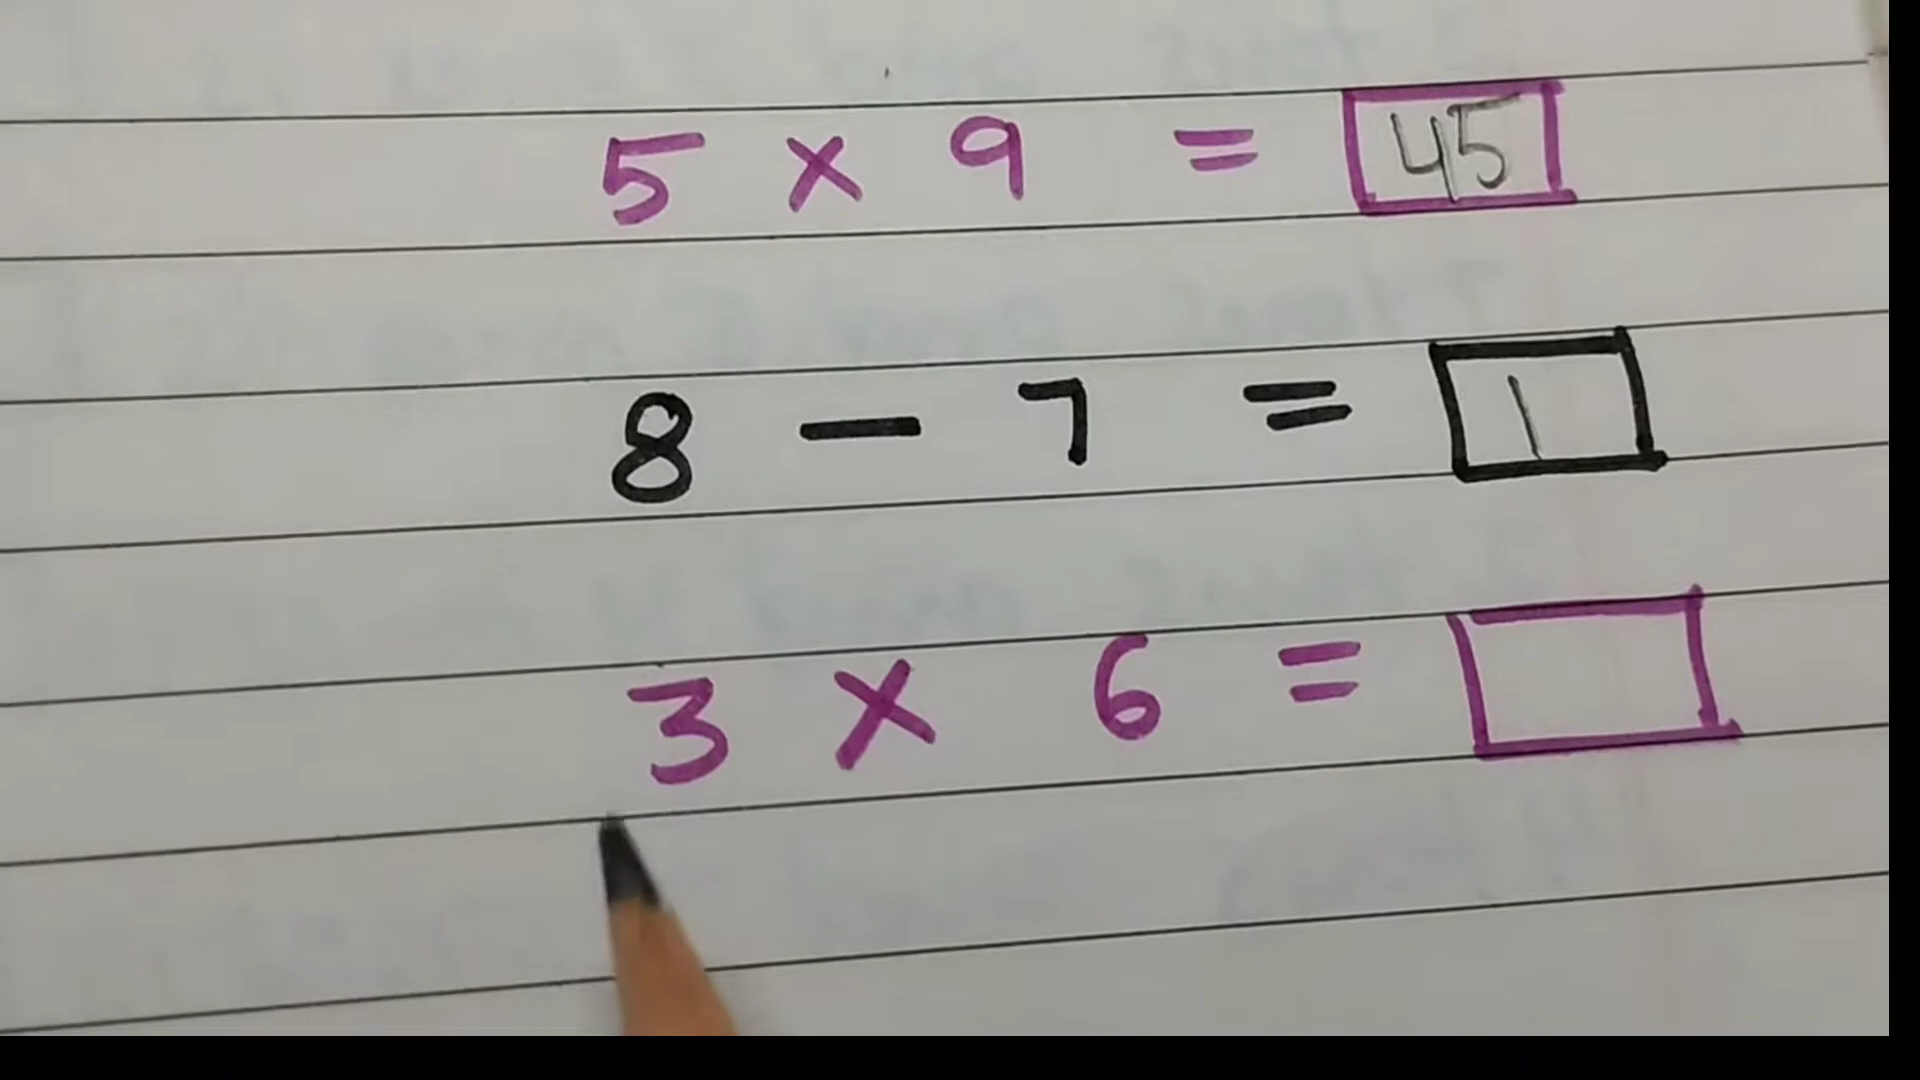 5 × 9 = 45
8 - 7 = 1
3 × 6 =